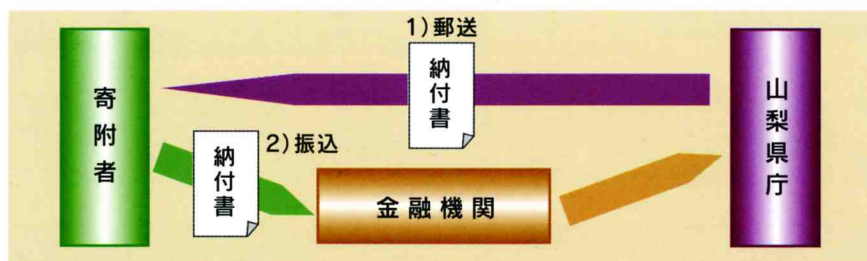 1)郵送
納付書
寄附者
山梨県庁
2)振込
納付書
金融機関